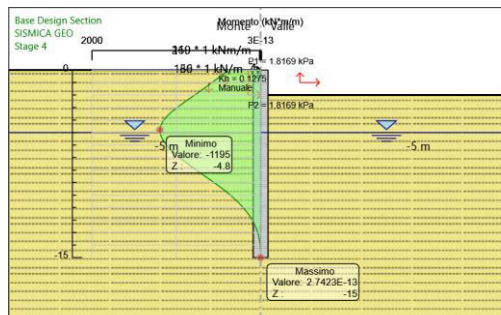 Base Design Section
SISMICA GEO
Stage 4
Momento (kN*m/m)
Monte Valle
2000
3E-13
* 1 kNm/m
P1 = 1.8169 kPa
0
* 1 kN/m
Kh = 0.1275
Manuale
P2 = 1.8169 kPa
-5 m
-5 m
Minimo
Valore: -1195
Z : -4.8
-15
Massimo
Valore: 2.7423E-13
Z : -15